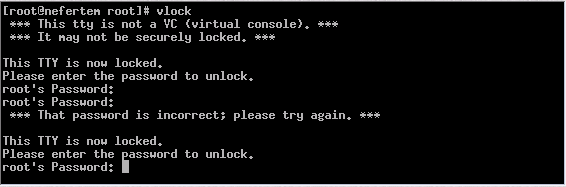 [root@nefertem root]# vlock
*** This tty is not a VC (virtual console). ***
*** It may not be securely locked. ***
This TTY is now locked.
Please enter the password to unlock.
root's Password:
root's Password:
*** That password is incorrect; please try again. ***
This TTY is now locked.
Please enter the password to unlock.
root's Password: